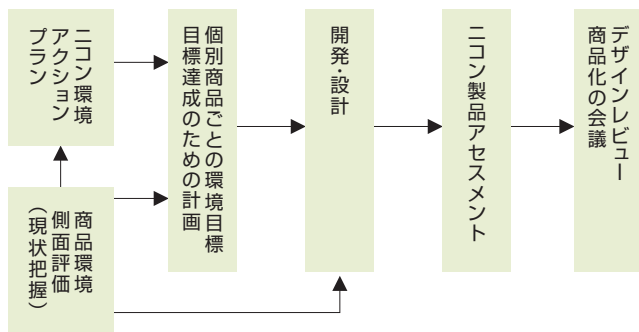 ニコン環境
アクション
プラン
商品環境
側面評価
（現状把握）
個別商品ごとの環境目標
目標達成のための計画
開発・設計
ニコン製品アセスメント
デザインレビュー
商品化の会議